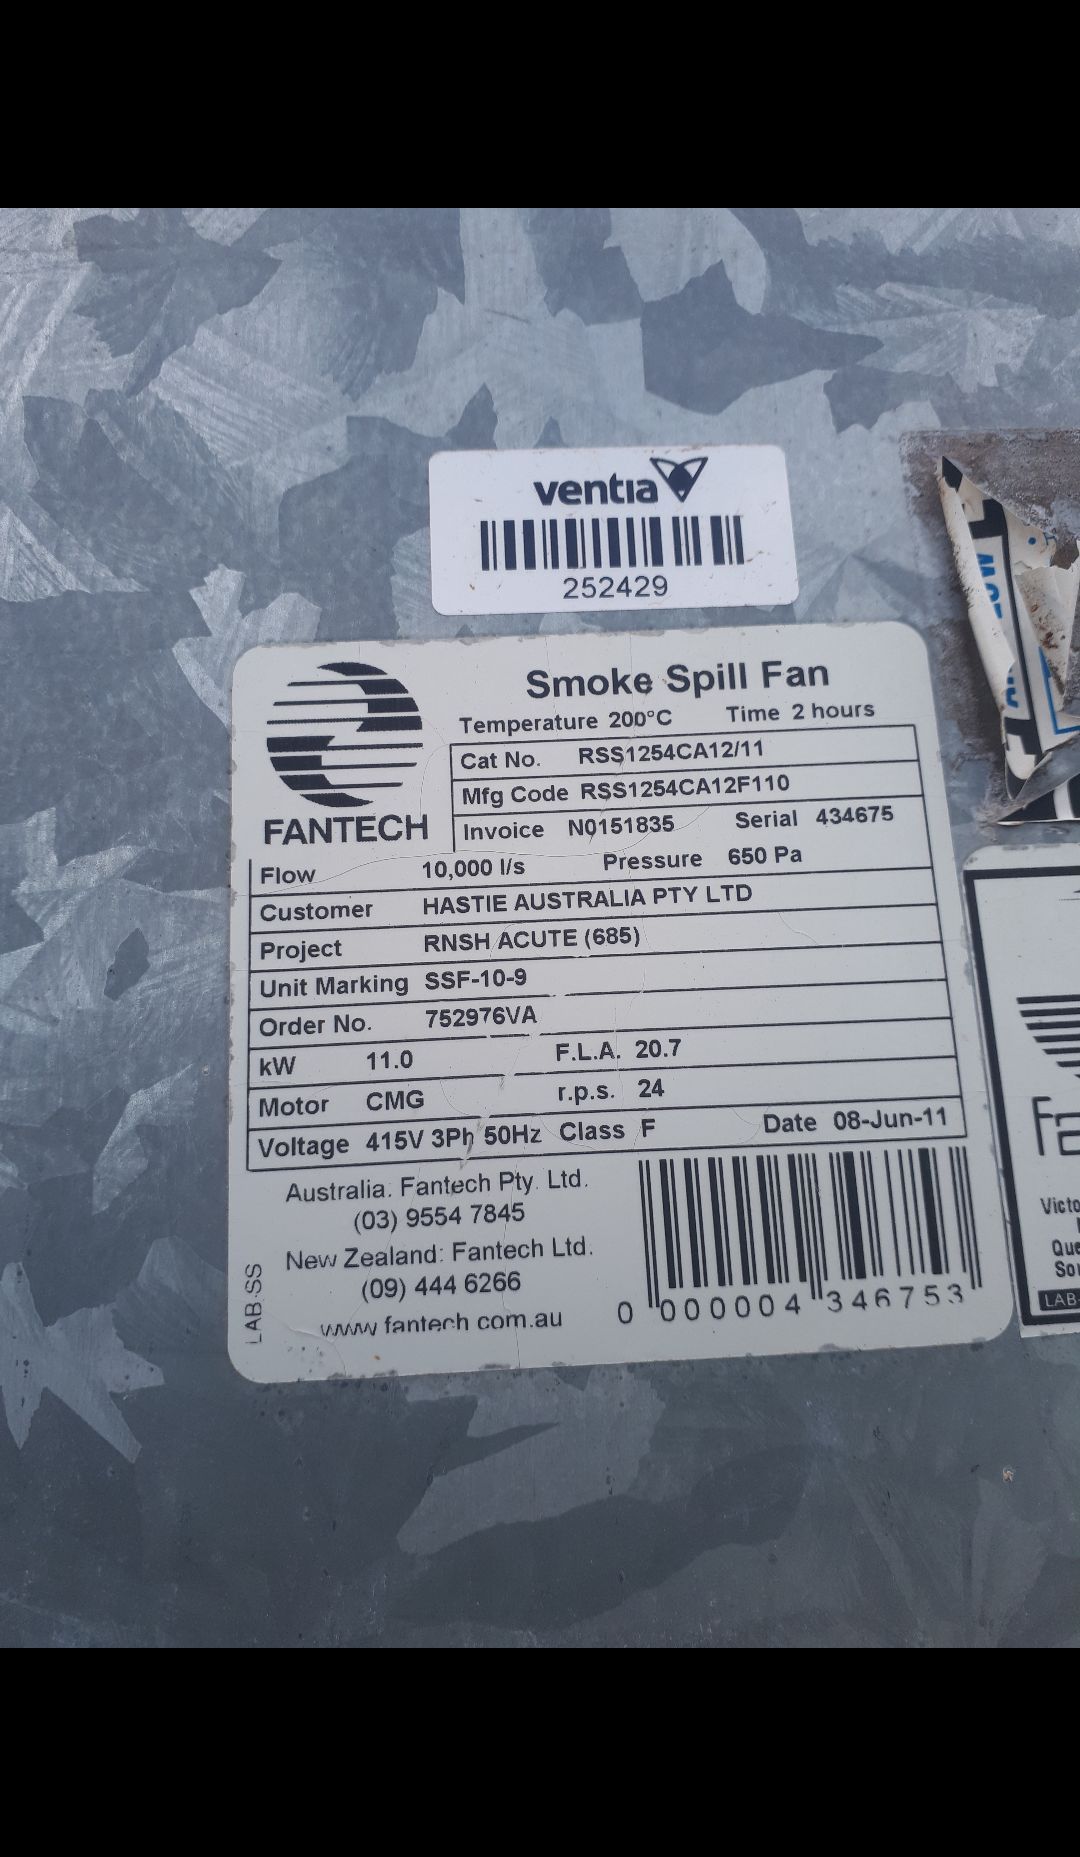 ventia
252429
FANTECH
Smoke Spill Fan
Temperature 200°C Time 2 hours
Cat No. RSS1254CA12/11
Mfg Code RSS1254CA12F110
Invoice N0151835 Serial 434675
Flow 10,000 l/s Pressure 650 Pa
Customer HASTIE AUSTRALIA PTY LTD
Project RNSH ACUTE (685)
Unit Marking SSF-10-9
Order No. 752976VA
kW 11.0 F.L.A. 20.7
Motor CMG r.p.s. 24
Voltage 415V 3Ph 50Hz Class F Date 08-Jun-11
Australia. Fantech Pty. Ltd.
(03) 9554 7845
New Zealand: Fantech Ltd.
(09) 444 6266
www fantech com.au
LAB.SS
0 000004 346753
Victo
Que
LAB-